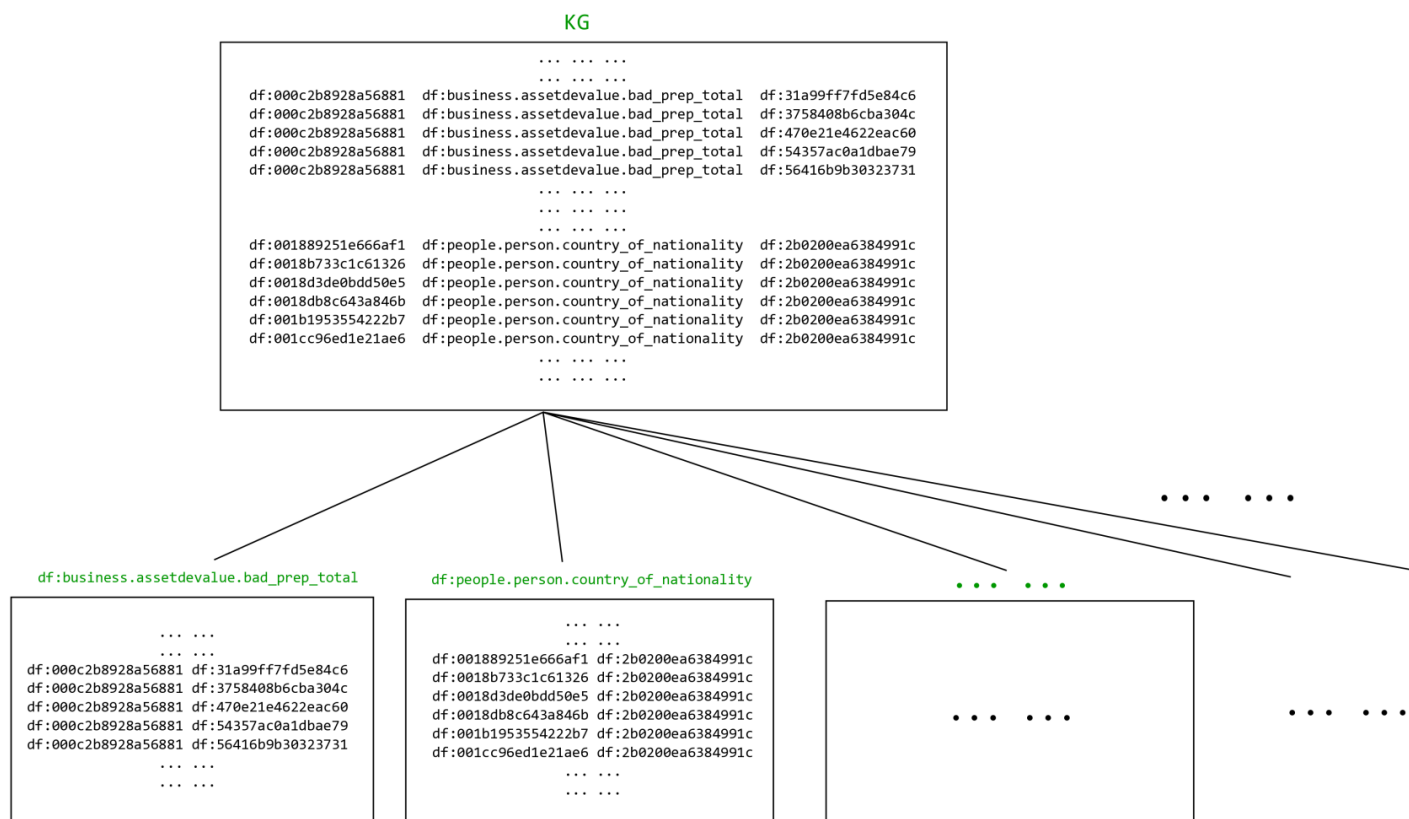 KG
... ... ...
... ... ...
df:000c2b8928a56881 df:business.assetdevalue.bad_prep_total df:31a99ff7fd5e84c6
df:000c2b8928a56881 df:business.assetdevalue.bad_prep_total df:3758408b6cba304c
df:000c2b8928a56881 df:business.assetdevalue.bad_prep_total df:470e21e4622eac60
df:000c2b8928a56881 df:business.assetdevalue.bad_prep_total df:54357ac0a1dbae79
df:000c2b8928a56881 df:business.assetdevalue.bad_prep_total df:56416b9b30323731
... ... ...
... ... ...
... ... ...
df:001889251e666af1 df:people.person.country_of_nationality df:2b0200ea6384991c
df:0018b733c1c61326 df:people.person.country_of_nationality df:2b0200ea6384991c
df:0018d3de0bdd50e5 df:people.person.country_of_nationality df:2b0200ea6384991c
df:0018db8c643a846b df:people.person.country_of_nationality df:2b0200ea6384991c
df:001b1953554222b7 df:people.person.country_of_nationality df:2b0200ea6384991c
df:001cc96ed1e21ae6 df:people.person.country_of_nationality df:2b0200ea6384991c
... ... ...
... ... ...
... ...
df:business.assetdevalue.bad_prep_total
... ...
... ...
df:000c2b8928a56881 df:31a99ff7fd5e84c6
df:000c2b8928a56881 df:3758408b6cba304c
df:000c2b8928a56881 df:470e21e4622eac60
df:000c2b8928a56881 df:54357ac0a1dbae79
df:000c2b8928a56881 df:56416b9b30323731
... ...
... ...
df:people.person.country_of_nationality
... ...
... ...
df:001889251e666af1 df:2b0200ea6384991c
df:0018b733c1c61326 df:2b0200ea6384991c
df:0018d3de0bdd50e5 df:2b0200ea6384991c
df:0018db8c643a846b df:2b0200ea6384991c
df:001b1953554222b7 df:2b0200ea6384991c
df:001cc96ed1e21ae6 df:2b0200ea6384991c
... ...
... ...
... ...
... ...
... ...